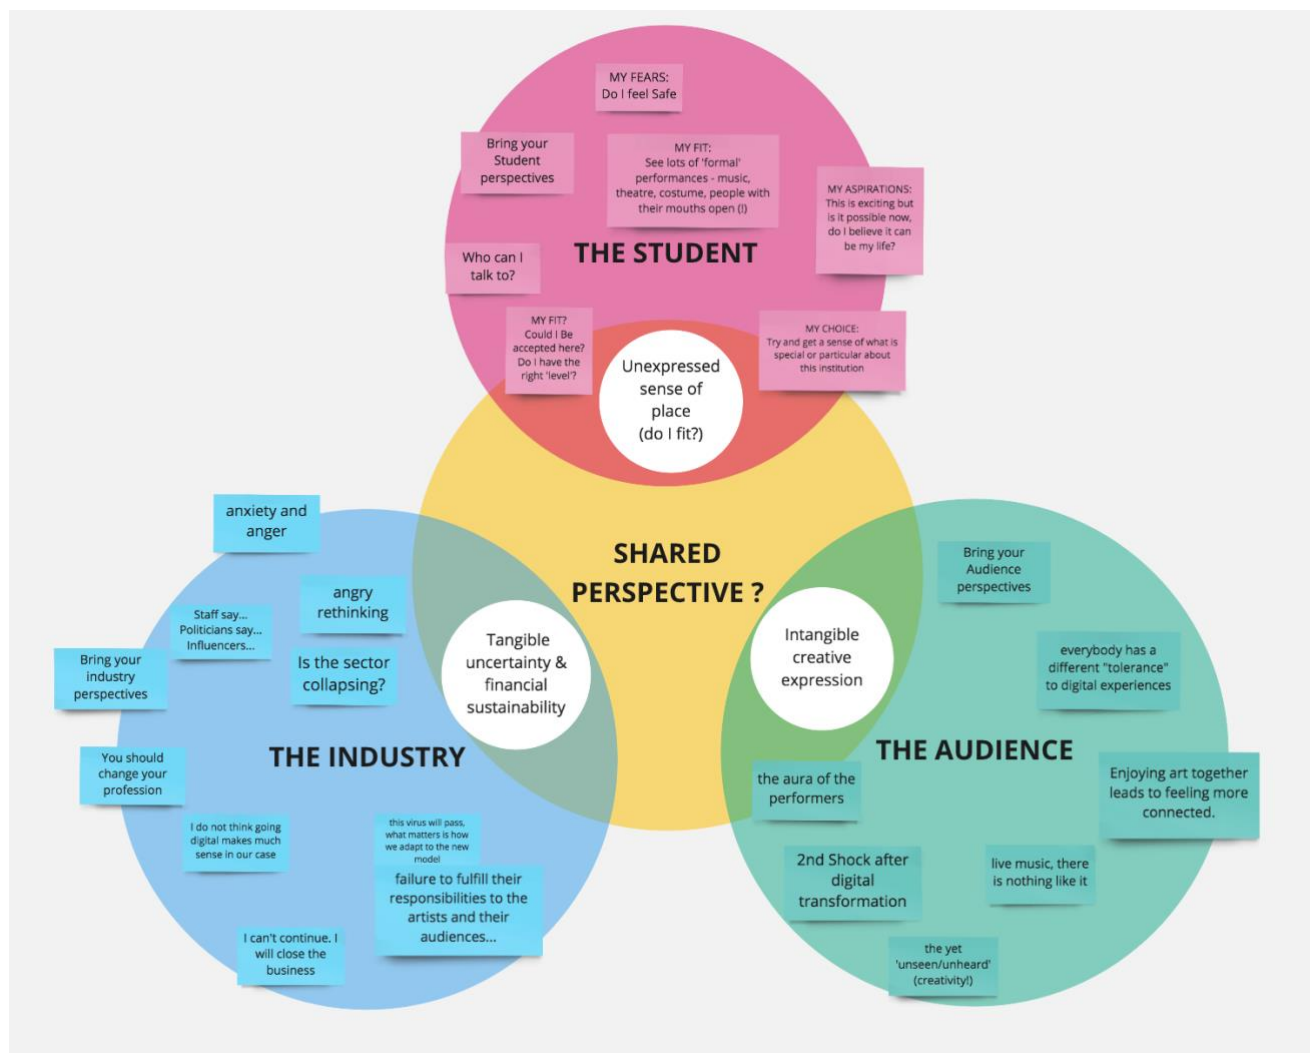 MY FEARS:
Do I feel Safe
Bring your
Student
perspectives
MY FIT:
See lots of 'formal'
performances - music,
theatre, costume, people with
their mouths open (!)
MY ASPIRATIONS:
This is exciting but
is it possible now,
do I believe it can
be my life?
THE STUDENT
Who can I
talk to?
MY FIT?
Could I Be
accepted here?
Do I have the
right 'level'?
MY CHOICE:
Try and get a sense of what is
special or particular about
this institution
Unexpressed
sense of
place
(do I fit?)
SHARED
PERSPECTIVE ?
anxiety and
anger
angry
rethinking
Staff say...
Politicians say...
Influencers...
Is the sector
collapsing?
Bring your
industry
perspectives
Tangible
uncertainty &
financial
sustainability
THE INDUSTRY
You should
change your
profession
I do not think going
digital makes much
sense in our case
this virus will pass,
what matters is how
we adapt to the new
model
failure to fulfill their
responsibilities to the
artists and their
audiences...
I can't continue. I
will close the
business
Intangible
creative
expression
Bring your
Audience
perspectives
everybody has a
different "tolerance"
to digital experiences
THE AUDIENCE
the aura of the
performers
Enjoying art together
leads to feeling more
connected.
2nd Shock after
digital
transformation
live music, there
is nothing like it
the yet
'unseen/unheard'
(creativity!)